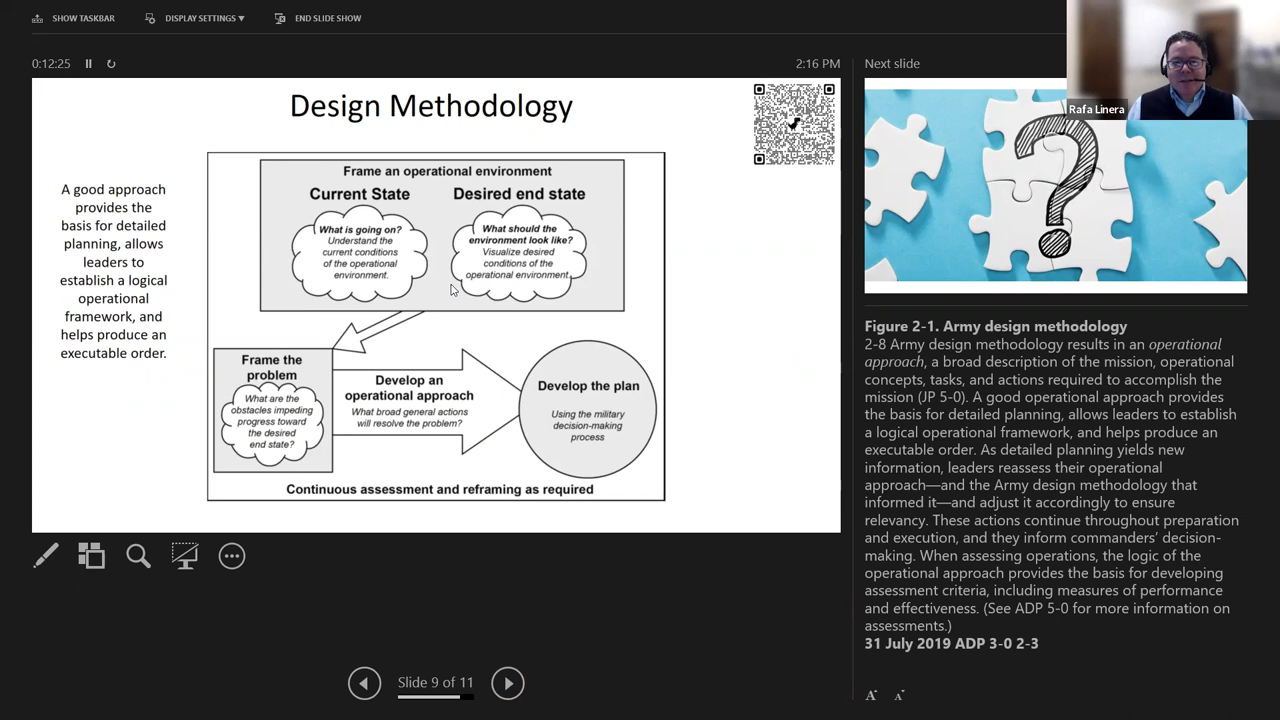 SHOW TASKBAR
DISPLAY SETTINGS ▼
END SLIDE SHOW
0:12:25
2:16 PM
Design Methodology
A good approach
provides the
basis for detailed
planning, allows
leaders to
establish a logical
operational
framework, and
helps produce an
executable order.
Frame an operational environment
Current State
What is going on?
Understand the
current conditions
of the operational
environment.
Desired end state
What should the
environment look like?
Visualize desired
conditions of the
operational environment.
Frame the
problem
What are the
obstacles impeding
progress toward
the desired
end state?
Develop an
operational approach
What broad general actions
will resolve the problem?
Develop the plan
Using the military
decision-making
process
Continuous assessment and reframing as required
Slide 9 of 11
Next slide
Rafa Linera
Figure 2-1. Army design methodology
2-8 Army design methodology results in an operational
approach, a broad description of the mission, operational
concepts, tasks, and actions required to accomplish the
mission (JP 5-0). A good operational approach provides
the basis for detailed planning, allows leaders to establish
a logical operational framework, and helps produce an
executable order. As detailed planning yields new
information, leaders reassess their operational
approach—and the Army design methodology that
informed it—and adjust it accordingly to ensure
relevancy. These actions continue throughout preparation
and execution, and they inform commanders’ decision-
making. When assessing operations, the logic of the
operational approach provides the basis for developing
assessment criteria, including measures of performance
and effectiveness. (See ADP 5-0 for more information on
assessments.)
31 July 2019 ADP 3-0 2-3
A A